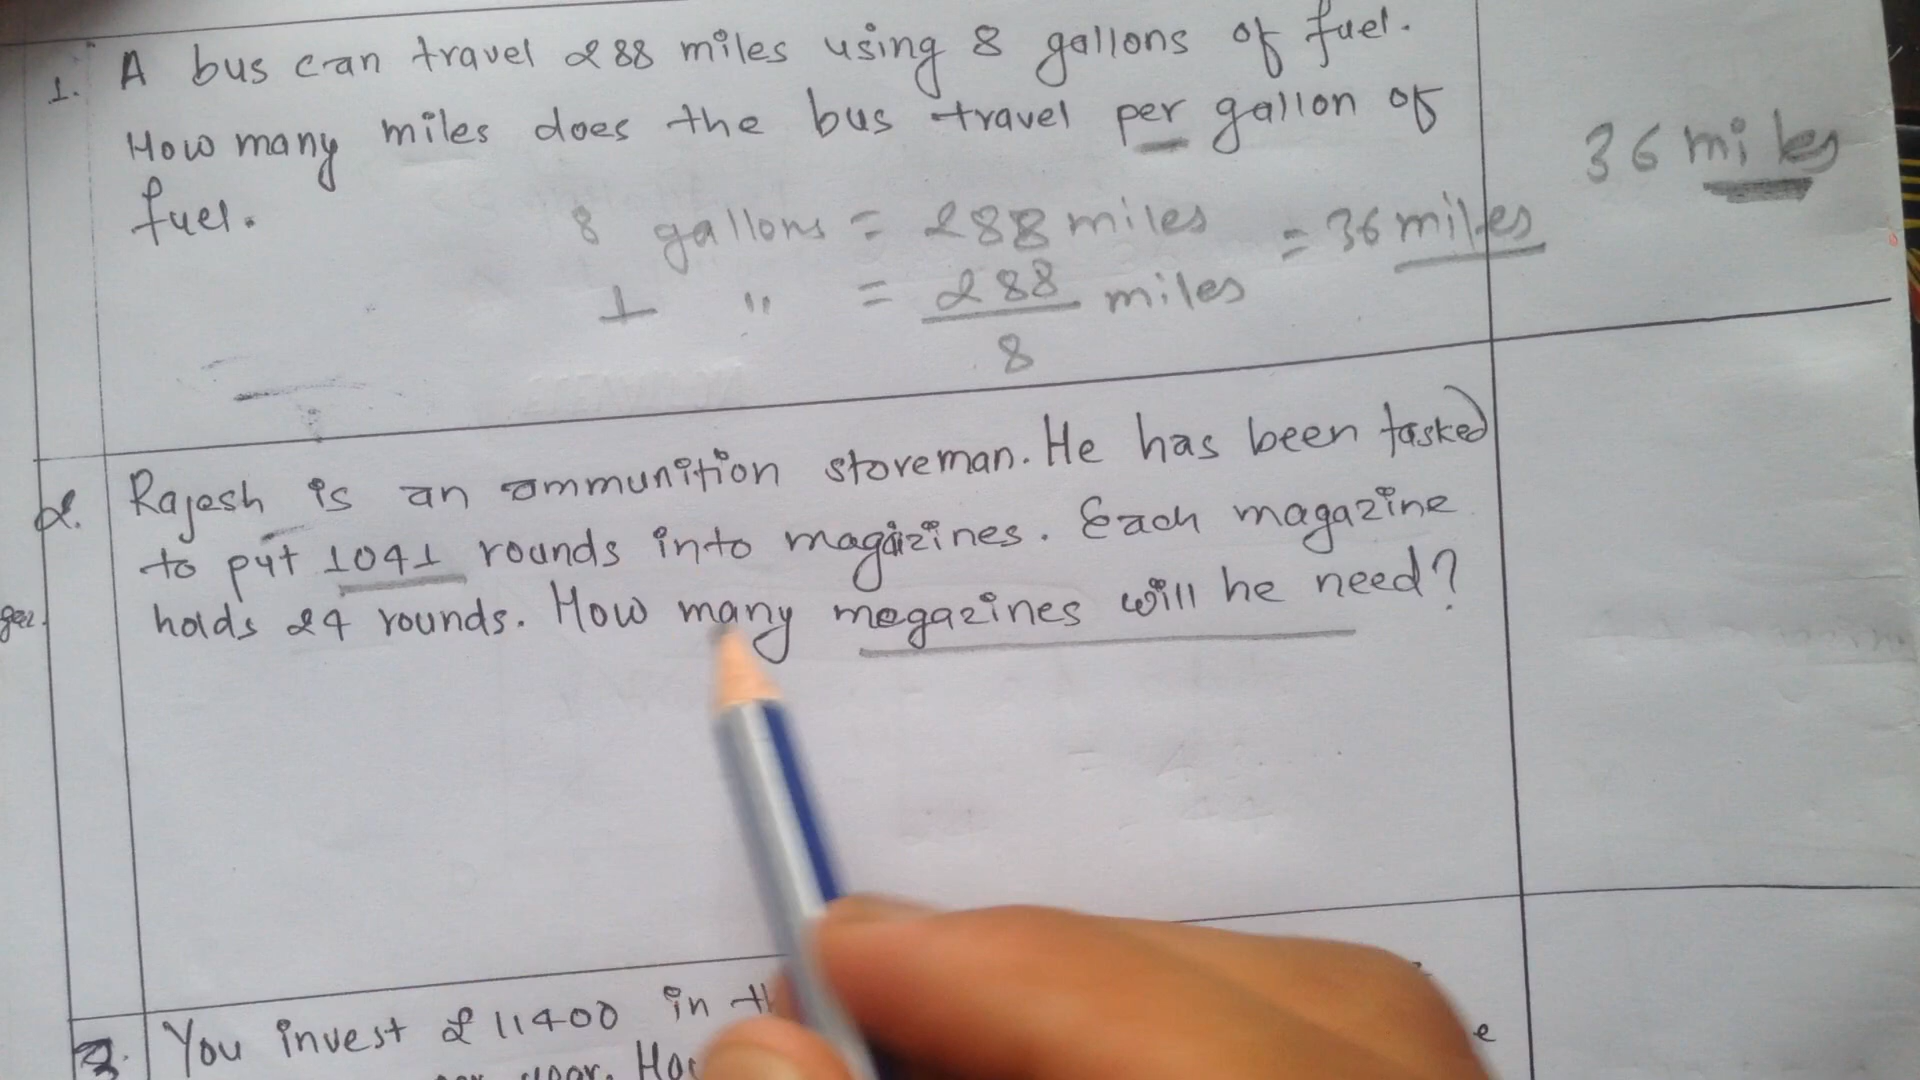 1. A bus can travel 288 miles using 8 gallons of fuel.
How many miles does the bus travel per gallon of
fuel.
36 miles
8 gallons = 288 miles = 36 miles
1 " = 288/8 miles
2. Rajesh is an ammunition storeman. He has been tasked
to put 1041 rounds into magazines. Each magazine
holds 24 rounds. How many megazines will he need?
3. You invest £11400 in
year.
e